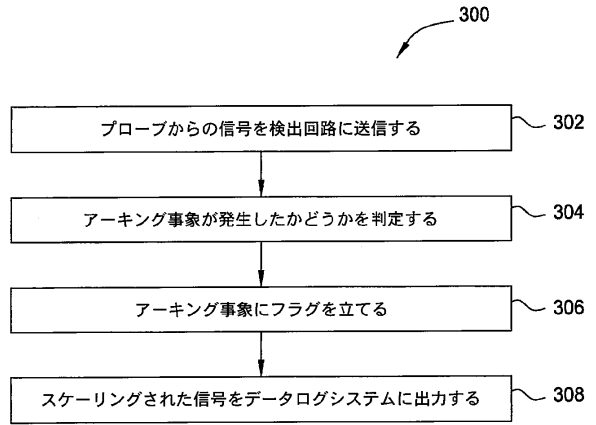 300
プローブからの信号を検出回路に送信する
302
アーキング事象が発生したかどうかを判定する
304
アーキング事象にフラグを立てる
306
スケーリングされた信号をデータログシステムに出力する
308